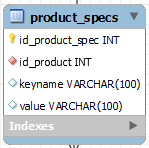 product_specs
id_product_spec INT
id_product INT
keyname VARCHAR(100)
value VARCHAR(100)
Indexes